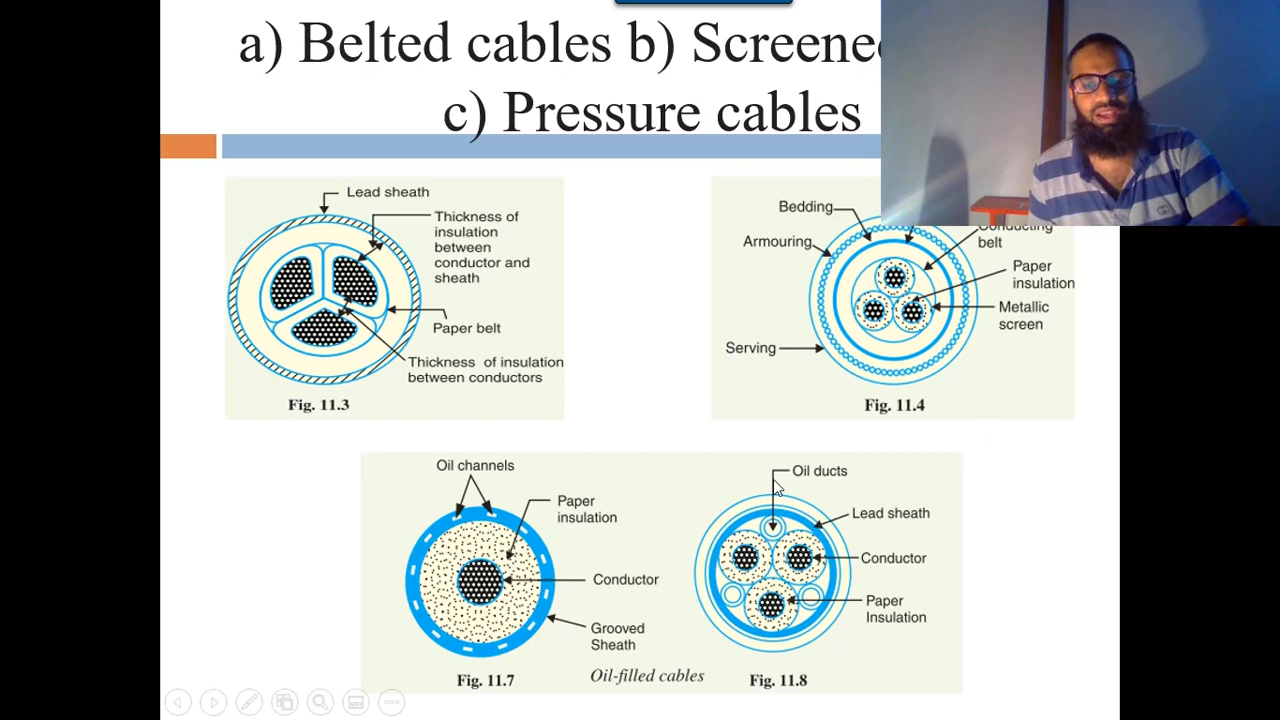 a) Belted cables b)
c) Pressure cables
Lead sheath
Thickness of
insulation
between
conductor and
sheath
Paper belt
Thickness of insulation
between conductors
Fig. 11.3
Bedding
Armouring
Conducting
belt
Paper
insulation
Metallic
screen
Serving
Fig. 11.4
Oil channels
Paper
insulation
Conductor
Grooved
Sheath
Fig. 11.7
Oil-filled cables
Oil ducts
Lead sheath
Conductor
Paper
Insulation
Fig. 11.8